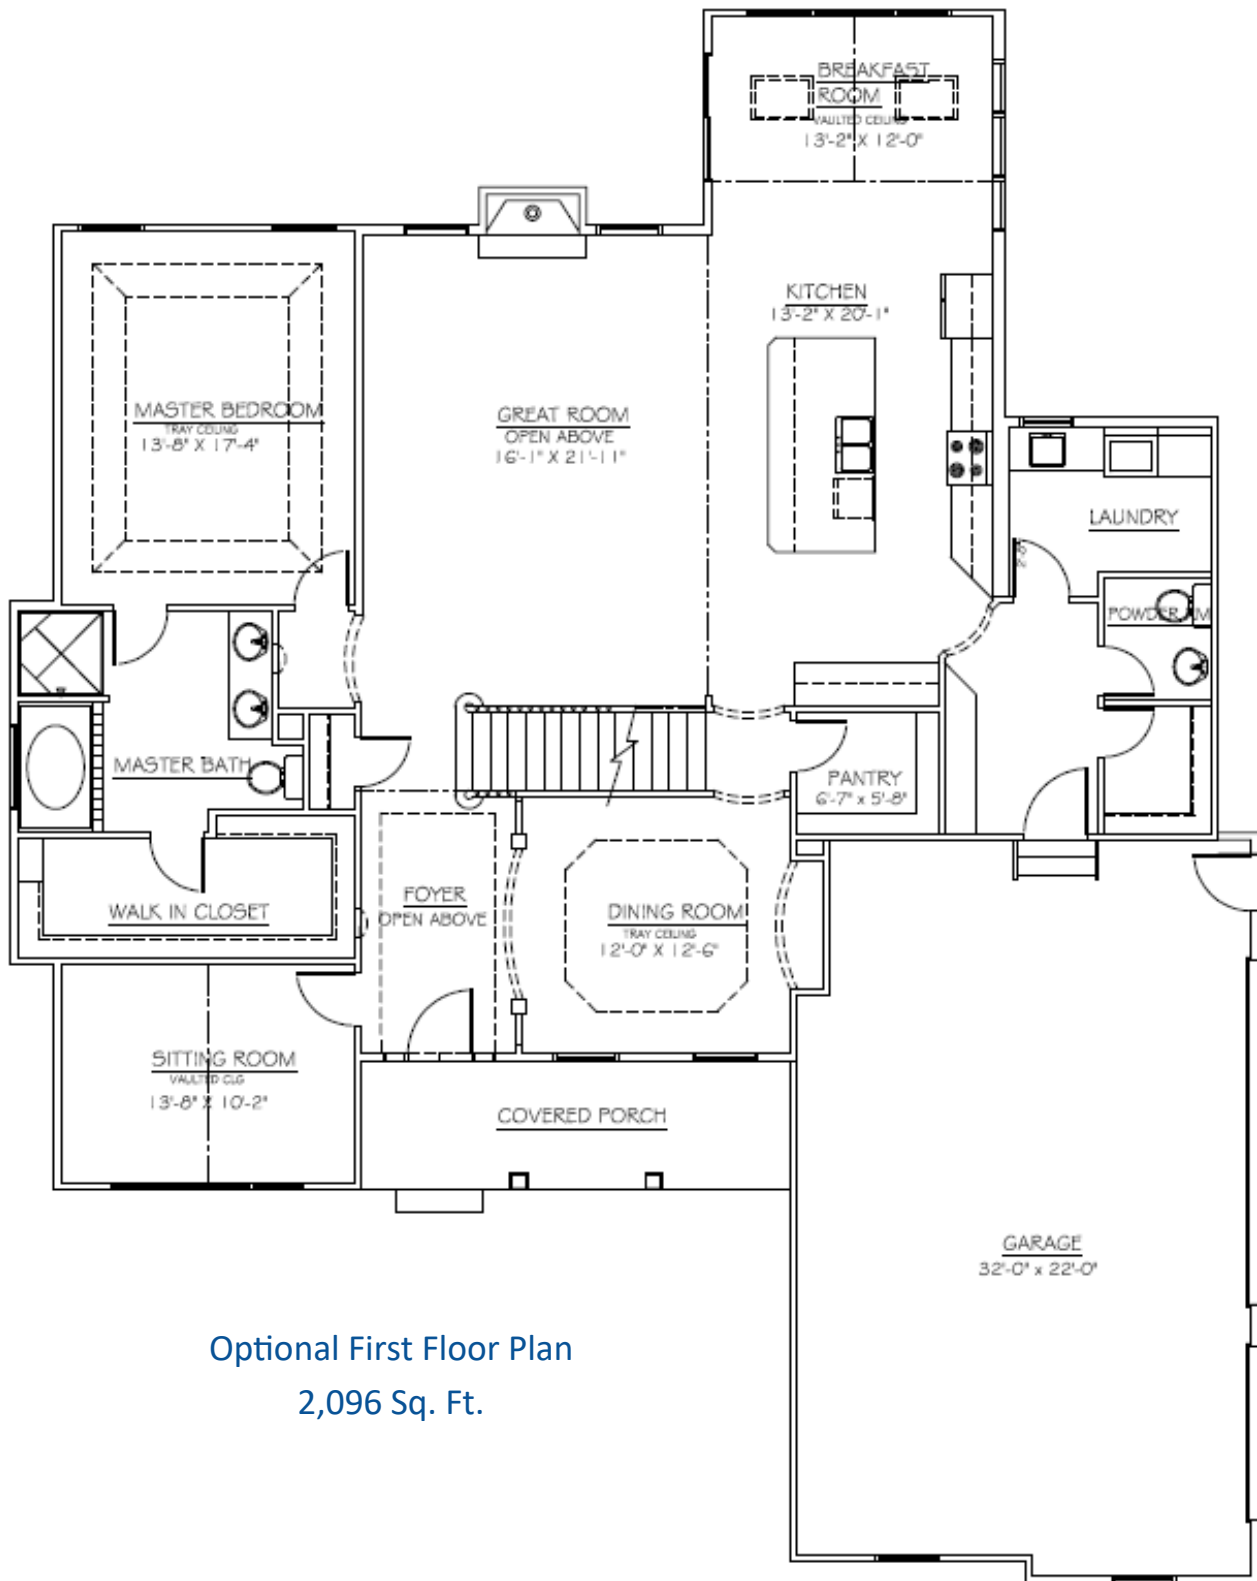 BREAKFAST
ROOM
VAULTED CEILING
13'-2" X 12'-0"
KITCHEN
13'-2" X 20'-1"
MASTER BEDROOM
TRAY CEILING
13'-8" X 17'-4"
GREAT ROOM
OPEN ABOVE
16'-1" X 21'-11"
LAUNDRY
2'-8"
POWDER RM
MASTER BATH
PANTRY
6'-7" x 5'-8"
WALK IN CLOSET
FOYER
OPEN ABOVE
DINING ROOM
TRAY CEILING
12'-0" X 12'-6"
SITTING ROOM
VAULTED CLG
13'-8" X 10'-2"
COVERED PORCH
GARAGE
32'-0" x 22'-0"
Optional First Floor Plan
2,096 Sq. Ft.